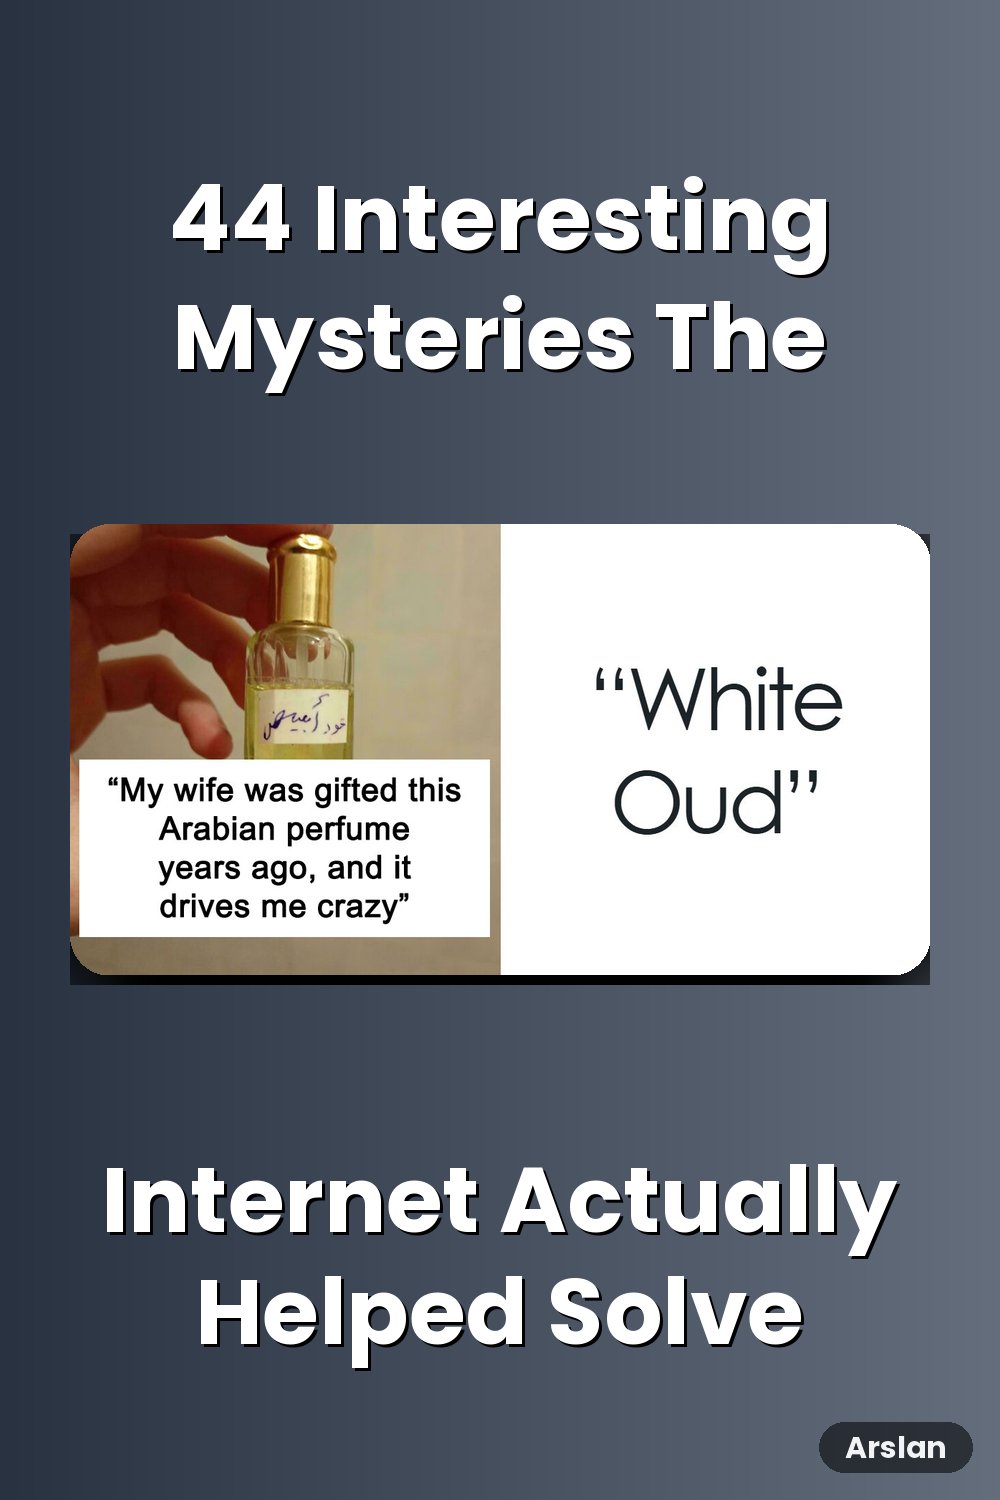 44 Interesting
Mysteries The
عود أبيض
“My wife was gifted this
Arabian perfume
years ago, and it
drives me crazy”
“White
Oud”
Internet Actually
Helped Solve
Arslan